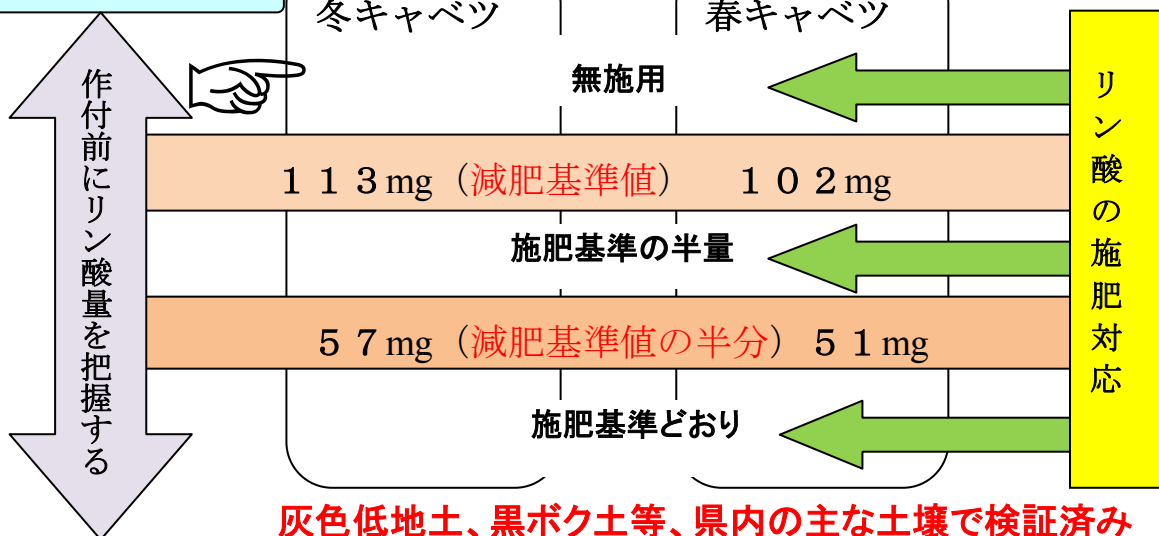 冬キャベツ
春キャベツ
作付前にリン酸量を把握する
無施用
113mg（減肥基準値） 102mg
施肥基準の半量
57mg（減肥基準値の半分）51mg
施肥基準どおり
リン酸の施肥対応
灰色低地土、黒ボク土等、県内の主な土壌で検証済み